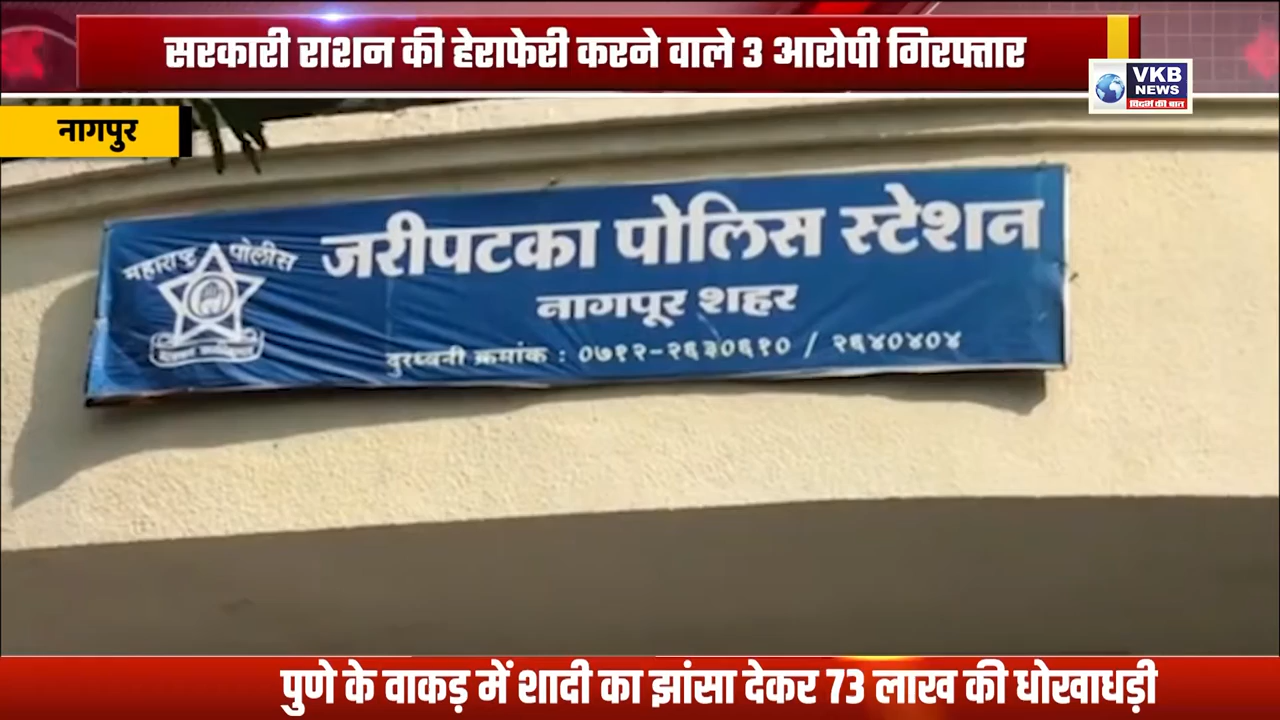 सरकारी राशन की हेराफेरी करने वाले 3 आरोपी गिरफ्तार
VKB
NEWS
विदर्भ की बात
नागपुर
महाराष्ट्र पोलीस
जरीपटका पोलिस स्टेशन
नागपूर शहर
दुरध्वनी क्रमांक : ०७१२-२६३०६१० / २६४०४०४
पुणे के वाकड़ में शादी का झांसा देकर 73 लाख की धोखाधड़ी